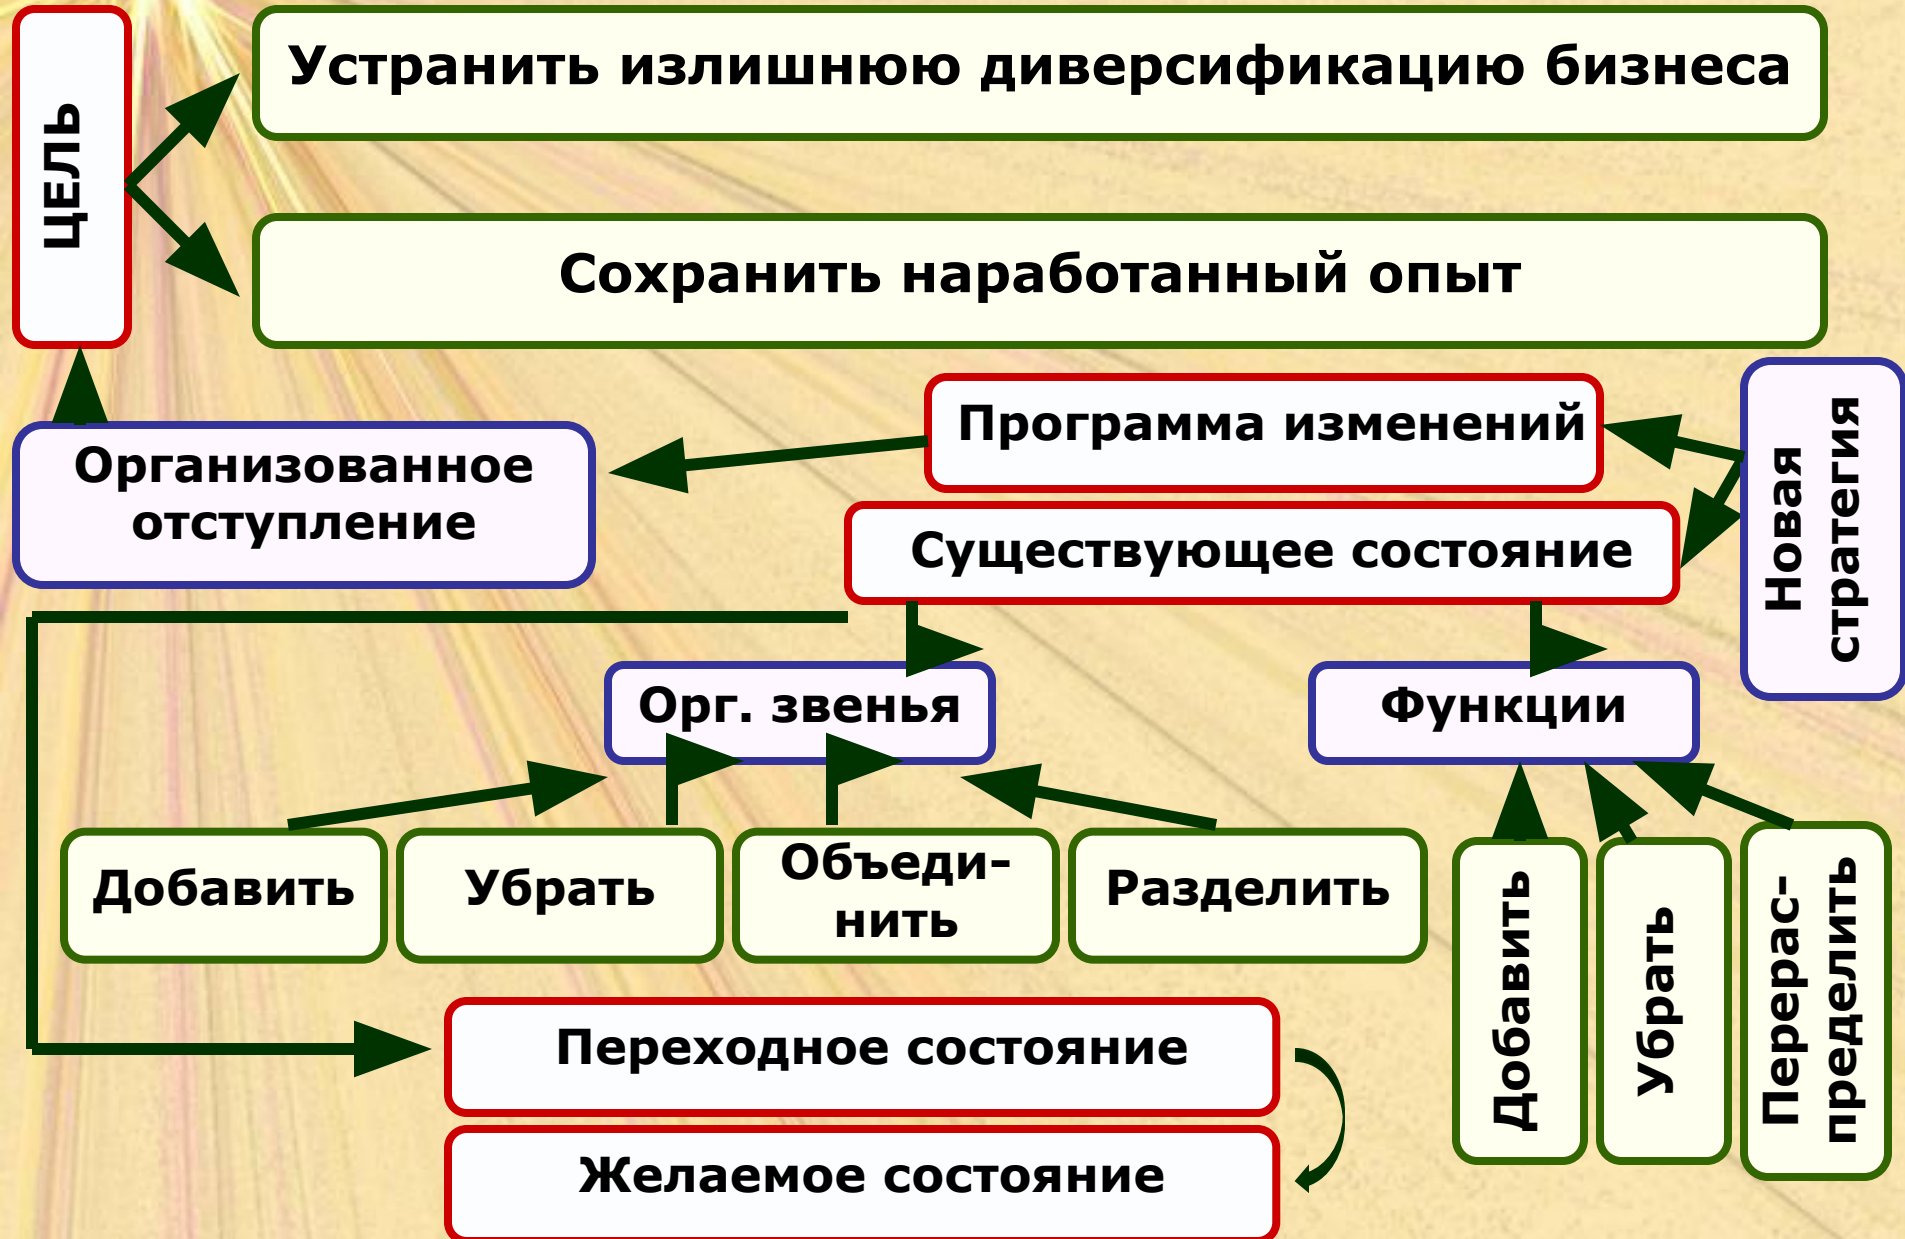 ЦЕЛЬ
Устранить излишнюю диверсификацию бизнеса
Сохранить наработанный опыт
Программа изменений
Новая
стратегия
Организованное
отступление
Существующее состояние
Орг. звенья
Функции
Добавить
Убрать
Объеди-
нить
Разделить
Добавить
Убрать
Перерас-
пределить
Переходное состояние
Желаемое состояние